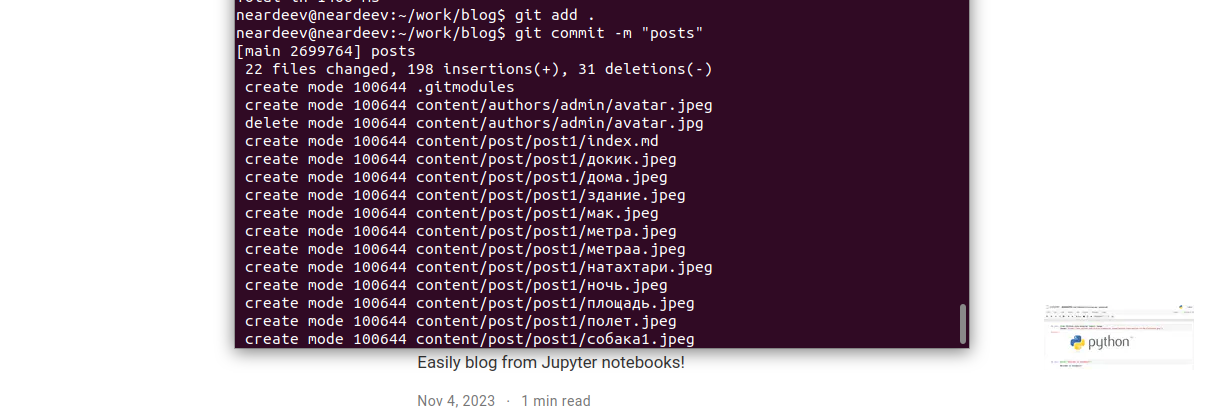 neardeev@neardeev:~/work/blog$ git add .
neardeev@neardeev:~/work/blog$ git commit -m "posts"
[main 2699764] posts
22 files changed, 198 insertions(+), 31 deletions(-)
create mode 100644 .gitmodules
create mode 100644 content/authors/admin/avatar.jpeg
delete mode 100644 content/authors/admin/avatar.jpg
create mode 100644 content/post/post1/index.md
create mode 100644 content/post/post1/докик.jpeg
create mode 100644 content/post/post1/дома.jpeg
create mode 100644 content/post/post1/здание.jpeg
create mode 100644 content/post/post1/мак.jpeg
create mode 100644 content/post/post1/метра.jpeg
create mode 100644 content/post/post1/метраа.jpeg
create mode 100644 content/post/post1/натахтари.jpeg
create mode 100644 content/post/post1/ночь.jpeg
create mode 100644 content/post/post1/площадь.jpeg
create mode 100644 content/post/post1/полет.jpeg
create mode 100644 content/post/post1/собака1.jpeg
Easily blog from Jupyter notebooks!
Nov 4, 2023 · 1 min read
python